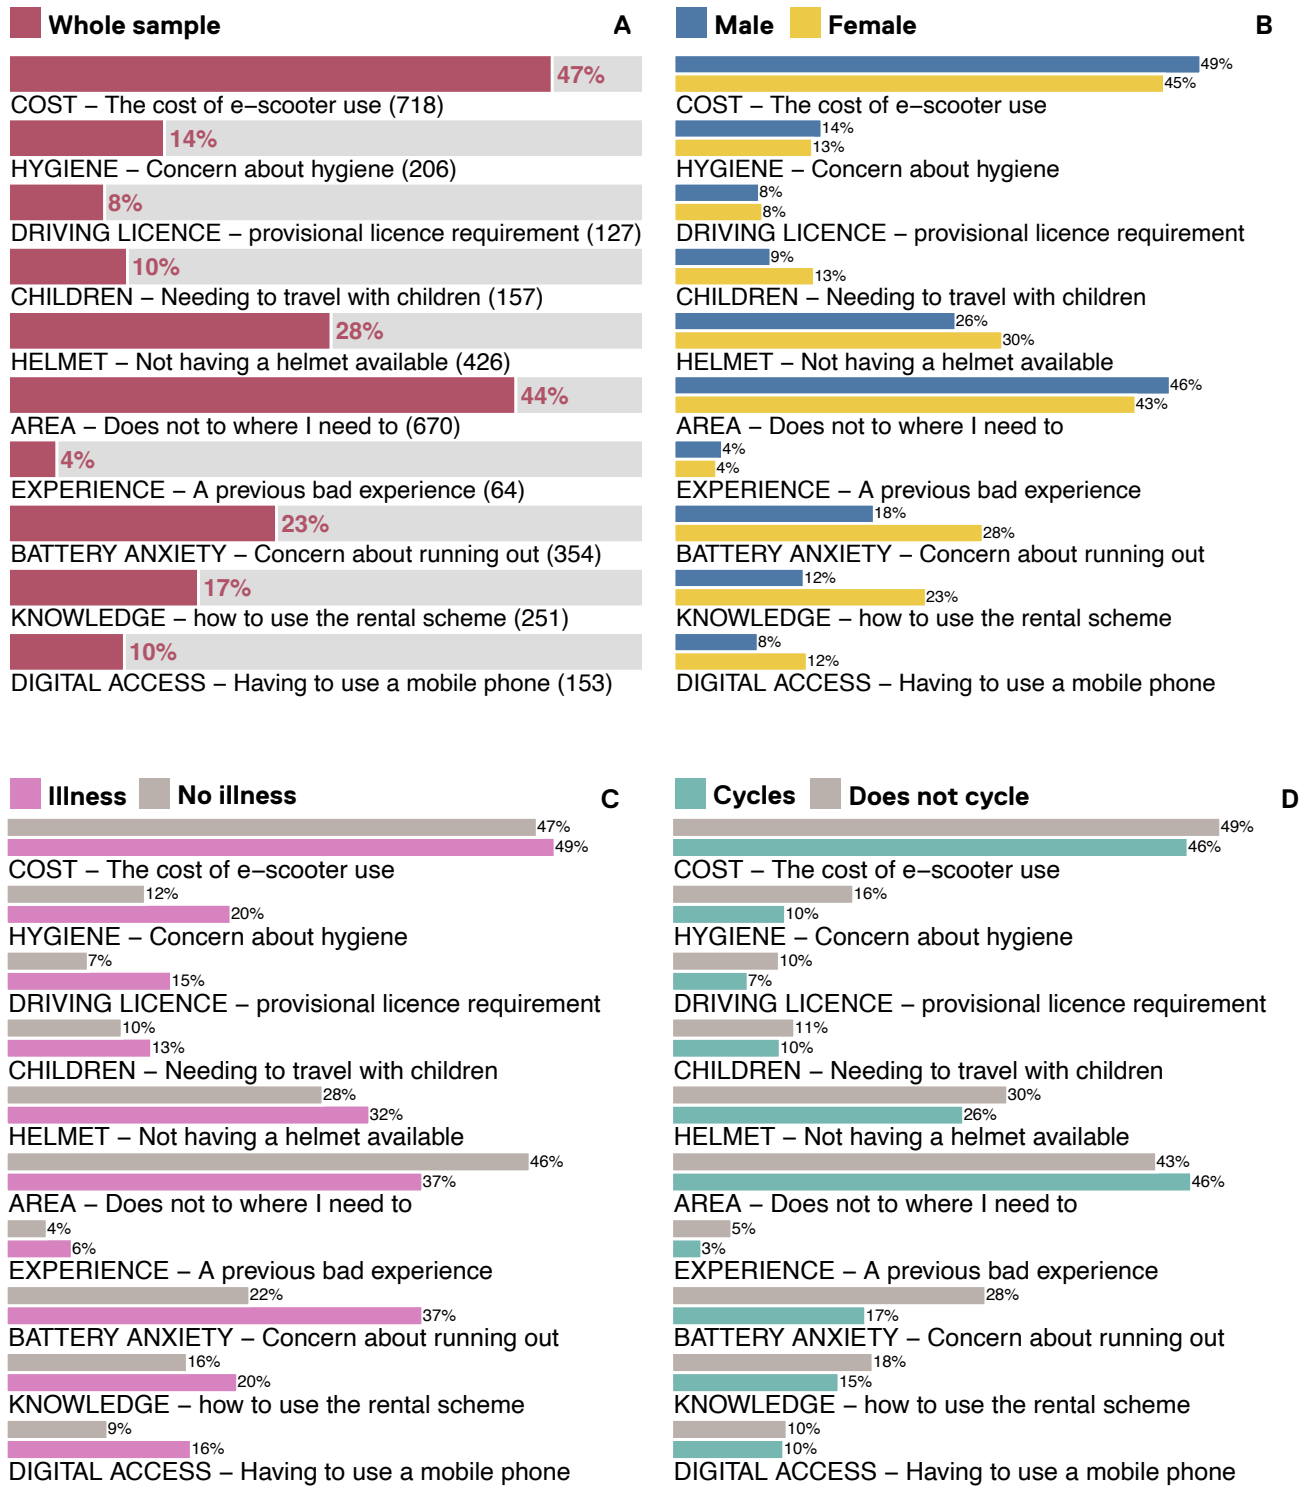 Whole sample A
47%
COST – The cost of e−scooter use (718)
14%
HYGIENE – Concern about hygiene (206)
8%
DRIVING LICENCE – provisional licence requirement (127)
10%
CHILDREN – Needing to travel with children (157)
28%
HELMET – Not having a helmet available (426)
44%
AREA – Does not to where I need to (670)
4%
EXPERIENCE – A previous bad experience (64)
23%
BATTERY ANXIETY – Concern about running out (354)
17%
KNOWLEDGE – how to use the rental scheme (251)
10%
DIGITAL ACCESS – Having to use a mobile phone (153)
Male Female B
49%
45%
COST – The cost of e−scooter use
14%
13%
HYGIENE – Concern about hygiene
8%
8%
DRIVING LICENCE – provisional licence requirement
9%
13%
CHILDREN – Needing to travel with children
26%
30%
HELMET – Not having a helmet available
46%
43%
AREA – Does not to where I need to
4%
4%
EXPERIENCE – A previous bad experience
18%
28%
BATTERY ANXIETY – Concern about running out
12%
23%
KNOWLEDGE – how to use the rental scheme
8%
12%
DIGITAL ACCESS – Having to use a mobile phone
Illness No illness C
47%
49%
COST – The cost of e−scooter use
12%
20%
HYGIENE – Concern about hygiene
7%
15%
DRIVING LICENCE – provisional licence requirement
10%
13%
CHILDREN – Needing to travel with children
28%
32%
HELMET – Not having a helmet available
46%
37%
AREA – Does not to where I need to
4%
6%
EXPERIENCE – A previous bad experience
22%
37%
BATTERY ANXIETY – Concern about running out
16%
20%
KNOWLEDGE – how to use the rental scheme
9%
16%
DIGITAL ACCESS – Having to use a mobile phone
Cycles Does not cycle D
49%
46%
COST – The cost of e−scooter use
16%
10%
HYGIENE – Concern about hygiene
10%
7%
DRIVING LICENCE – provisional licence requirement
11%
10%
CHILDREN – Needing to travel with children
30%
26%
HELMET – Not having a helmet available
43%
46%
AREA – Does not to where I need to
5%
3%
EXPERIENCE – A previous bad experience
28%
17%
BATTERY ANXIETY – Concern about running out
18%
15%
KNOWLEDGE – how to use the rental scheme
10%
10%
DIGITAL ACCESS – Having to use a mobile phone